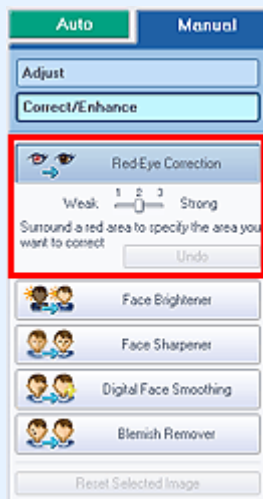 Auto Manual
Adjust
Correct/Enhance
Red-Eye Correction
1 2 3
Weak Strong
Surround a red area to specify the area you
want to correct
Undo
Face Brightener
Face Sharpener
Digital Face Smoothing
Blemish Remover
Reset Selected Image